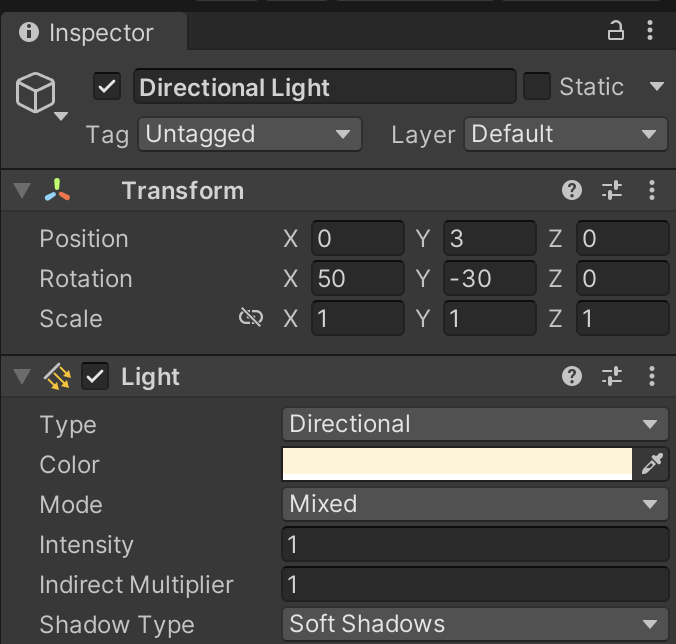 Inspector
Directional Light Static
Tag Untagged Layer Default
Transform
Position X 0 Y 3 Z 0
Rotation X 50 Y -30 Z 0
Scale X 1 Y 1 Z 1
Light
Type Directional
Color
Mode Mixed
Intensity 1
Indirect Multiplier 1
Shadow Type Soft Shadows